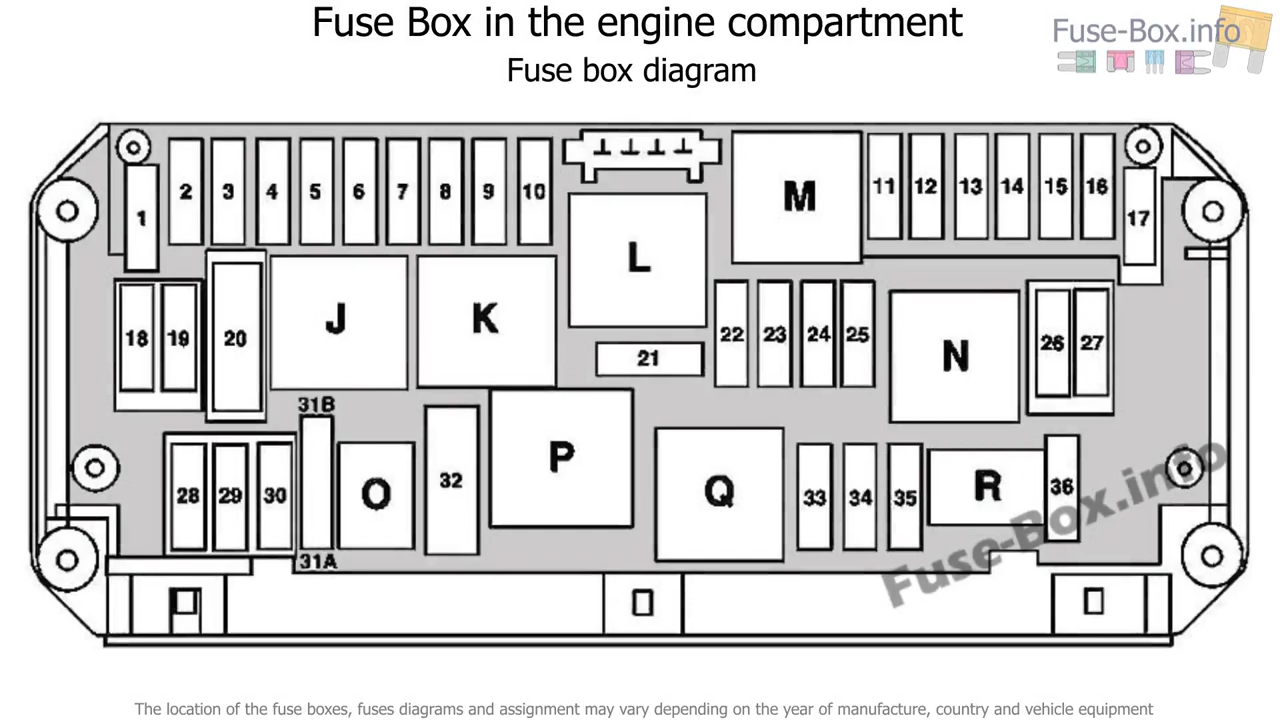 Fuse Box in the engine compartment
Fuse-Box.info
Fuse box diagram
1 2 3 4 5 6 7 8 9 10 M 11 12 13 14 15 16 17
18 19 20 J K L 21 22 23 24 25 N 26 27
31B
28 29 30 O 32 P Q 33 34 35 R 36
31A
Fuse-Box.info
The location of the fuse boxes, fuses diagrams and assignment may vary depending on the year of manufacture, country and vehicle equipment